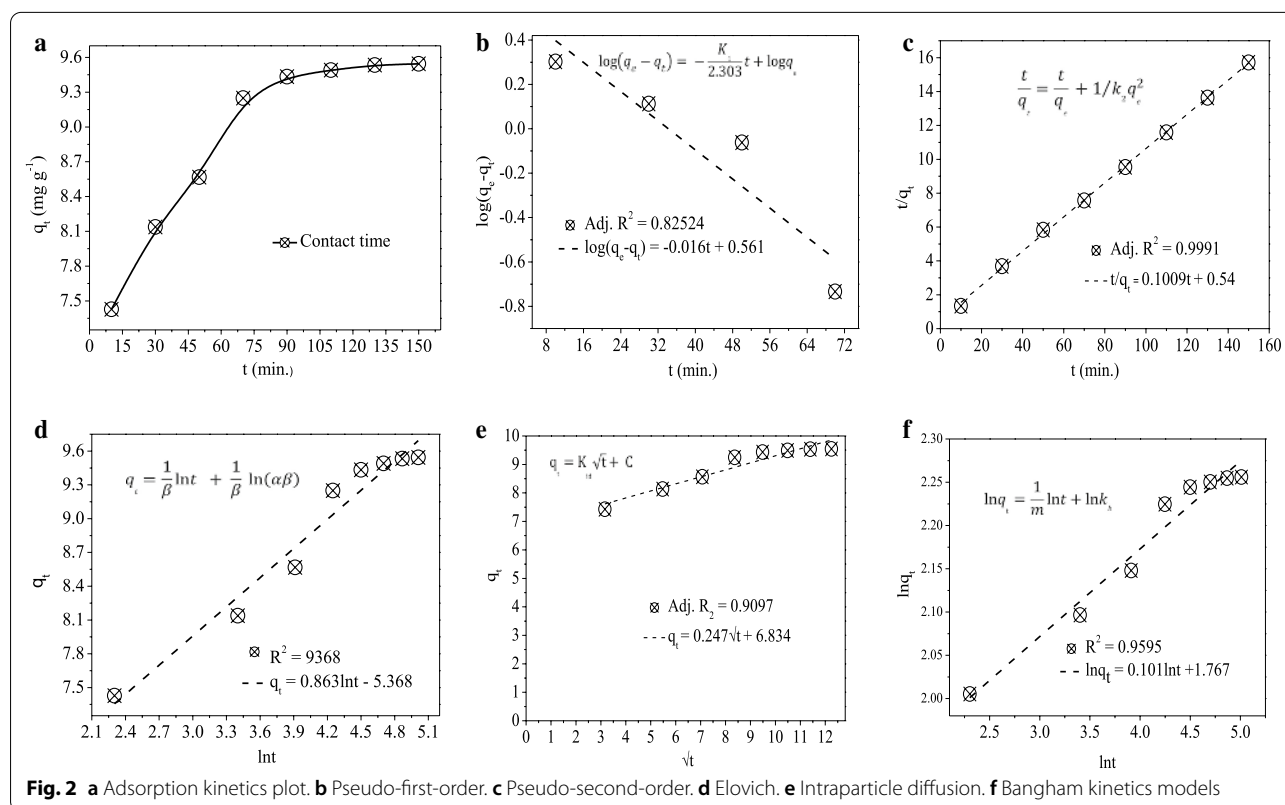 a
9.6
9.3
9.0
8.7
8.4
8.1
7.8
7.5
q_t (mg g⁻¹)
Contact time
0 15 30 45 60 75 90 105 120 135 150
t (min.)
b
0.4
0.2
0.0
-0.2
-0.4
-0.6
-0.8
log(q_e-q_t)
log(q_e − q_t) = −K_1/2.303 t + logq_e
Adj. R² = 0.82524
log(q_e-q_t) = -0.016t + 0.561
8 16 24 32 40 48 56 64 72
t (min.)
c
16
14
12
10
8
6
4
2
0
t/q_t
t/q_t = t/q_e + 1/k_2 q_e^2
Adj. R² = 0.9991
t/q_t = 0.1009t + 0.54
0 20 40 60 80 100 120 140 160
t (min.)
d
9.6
9.3
9.0
8.7
8.4
8.1
7.8
7.5
q_t
q_t = 1/β lnt + 1/β ln(αβ)
R² = 9368
q_t = 0.863lnt - 5.368
2.1 2.4 2.7 3.0 3.3 3.6 3.9 4.2 4.5 4.8 5.1
lnt
e
10
9
8
7
6
5
4
3
2
1
0
q_t
q_t = K_id √t + C
Adj. R_2 = 0.9097
q_t = 0.247√t + 6.834
0 1 2 3 4 5 6 7 8 9 10 11 12
√t
f
2.30
2.25
2.20
2.15
2.10
2.05
2.00
lnq_t
lnq_t = 1/m lnt + lnk_b
R² = 0.9595
lnq_t = 0.101lnt +1.767
2.5 3.0 3.5 4.0 4.5 5.0
lnt
Fig. 2 a Adsorption kinetics plot. b Pseudo-first-order. c Pseudo-second-order. d Elovich. e Intraparticle diffusion. f Bangham kinetics models